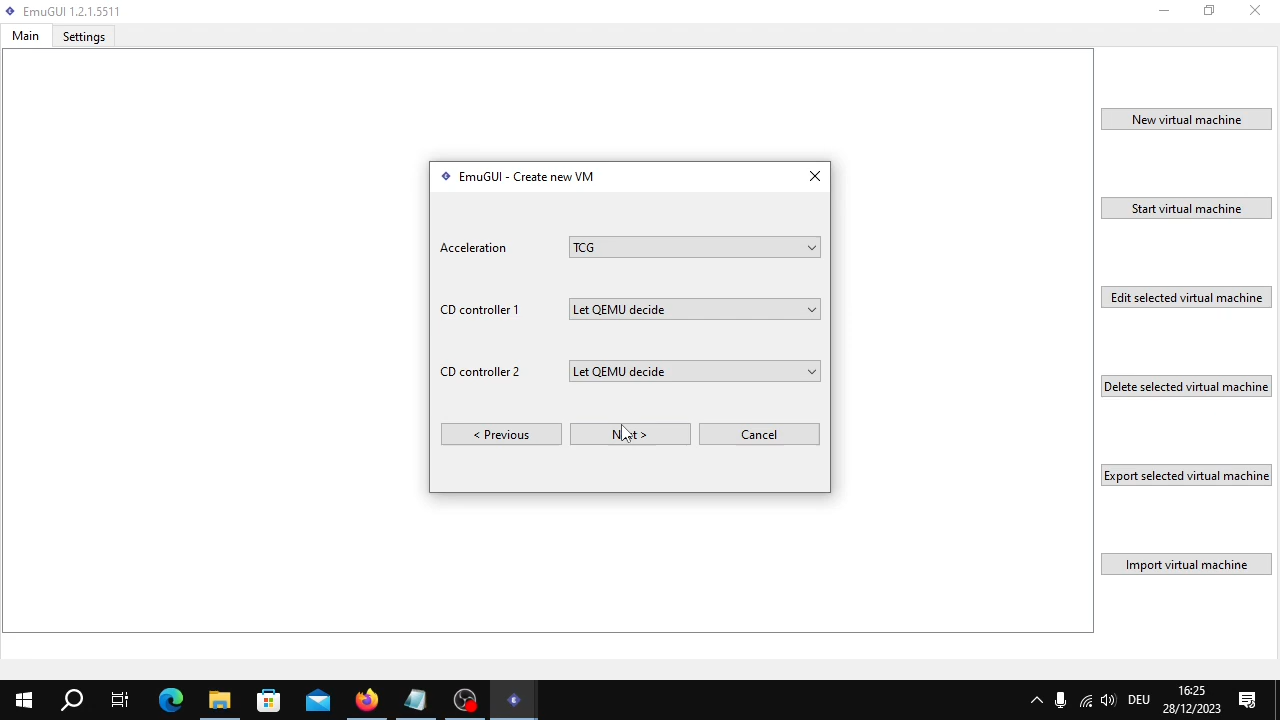 EmuGUI 1.2.1.5511
Main
Settings
New virtual machine
Start virtual machine
Edit selected virtual machine
Delete selected virtual machine
Export selected virtual machine
Import virtual machine
EmuGUI - Create new VM
Acceleration
TCG
CD controller 1
Let QEMU decide
CD controller 2
Let QEMU decide
< Previous
Next >
Cancel
DEU
16:25
28/12/2023